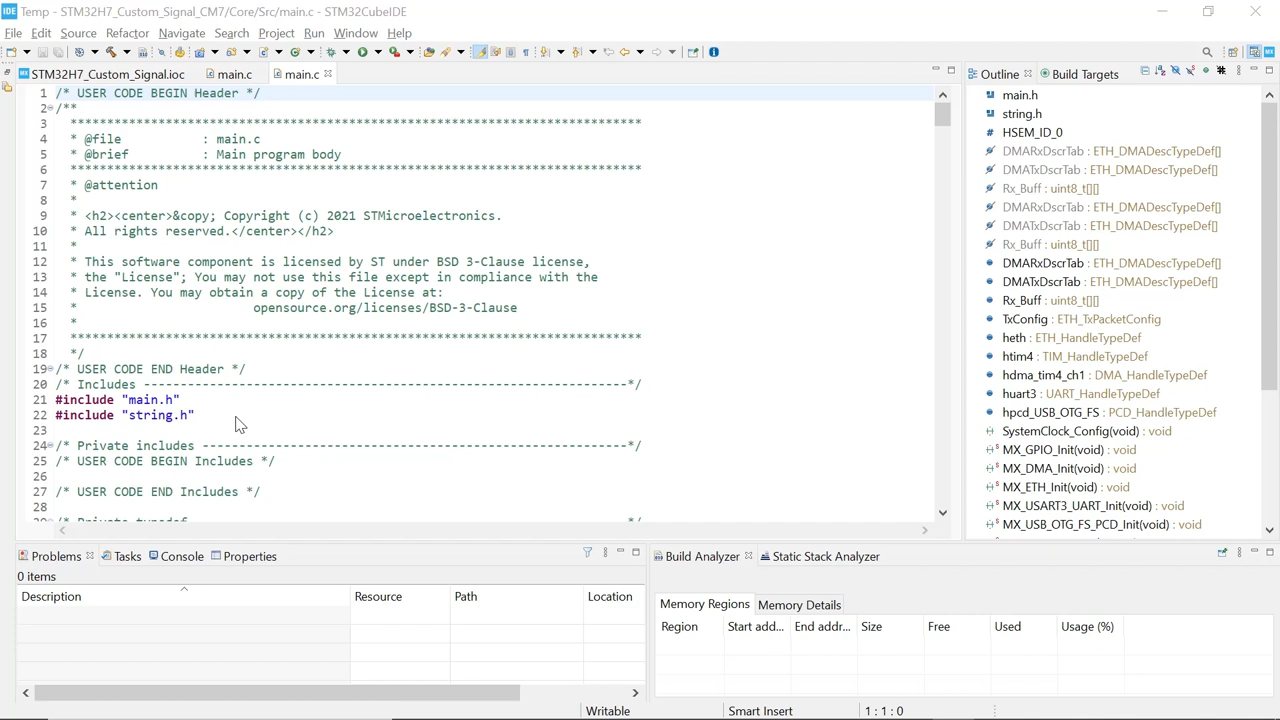 IDE Temp - STM32H7_Custom_Signal_CM7/Core/Src/main.c - STM32CubeIDE
File Edit Source Refactor Navigate Search Project Run Window Help
MX STM32H7_Custom_Signal.ioc main.c main.c
1 /* USER CODE BEGIN Header */
2 /**
3 ******************************************************************************
4 * @file : main.c
5 * @brief : Main program body
6 ******************************************************************************
7 * @attention
8 *
9 * <h2><center>&copy; Copyright (c) 2021 STMicroelectronics.
10 * All rights reserved.</center></h2>
11 *
12 * This software component is licensed by ST under BSD 3-Clause license,
13 * the "License"; You may not use this file except in compliance with the
14 * License. You may obtain a copy of the License at:
15 * opensource.org/licenses/BSD-3-Clause
16 *
17 ******************************************************************************
18 */
19 /* USER CODE END Header */
20 /* Includes ------------------------------------------------------------------*/
21 #include "main.h"
22 #include "string.h"
23
24 /* Private includes ----------------------------------------------------------*/
25 /* USER CODE BEGIN Includes */
26
27 /* USER CODE END Includes */
28
Outline Build Targets
main.h
string.h
# HSEM_ID_0
DMARxDscrTab : ETH_DMADescTypeDef[]
DMATxDscrTab : ETH_DMADescTypeDef[]
Rx_Buff : uint8_t[][]
DMARxDscrTab : ETH_DMADescTypeDef[]
DMATxDscrTab : ETH_DMADescTypeDef[]
Rx_Buff : uint8_t[][]
DMARxDscrTab : ETH_DMADescTypeDef[]
DMATxDscrTab : ETH_DMADescTypeDef[]
Rx_Buff : uint8_t[][]
TxConfig : ETH_TxPacketConfig
heth : ETH_HandleTypeDef
htim4 : TIM_HandleTypeDef
hdma_tim4_ch1 : DMA_HandleTypeDef
huart3 : UART_HandleTypeDef
hpcd_USB_OTG_FS : PCD_HandleTypeDef
SystemClock_Config(void) : void
MX_GPIO_Init(void) : void
MX_DMA_Init(void) : void
MX_ETH_Init(void) : void
MX_USART3_UART_Init(void) : void
MX_USB_OTG_FS_PCD_Init(void) : void
Problems Tasks Console Properties
0 items
Description Resource Path Location
Build Analyzer Static Stack Analyzer
Memory Regions Memory Details
Region Start add... End addr... Size Free Used Usage (%)
Writable Smart Insert 1 : 1 : 0